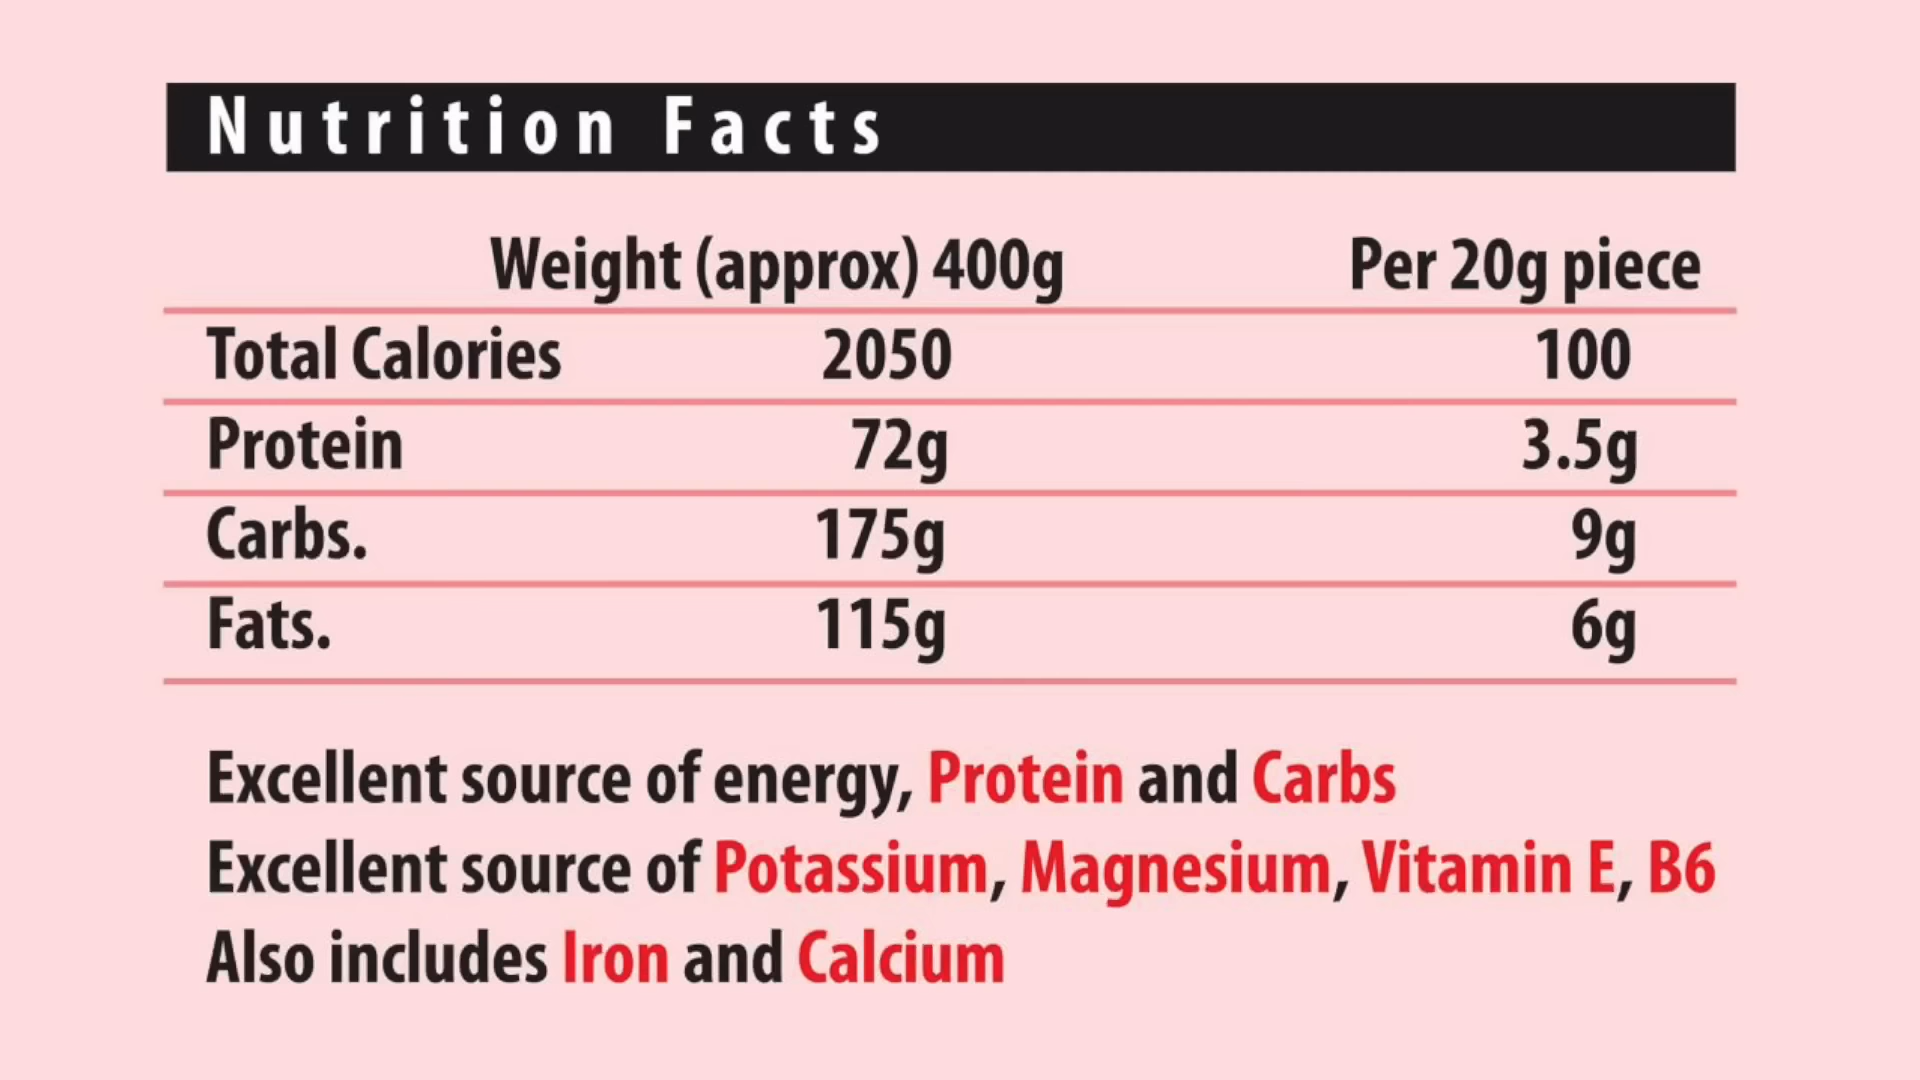 Nutrition Facts
Weight (approx) 400g Per 20g piece
Total Calories 2050 100
Protein 72g 3.5g
Carbs. 175g 9g
Fats. 115g 6g
Excellent source of energy, Protein and Carbs
Excellent source of Potassium, Magnesium, Vitamin E, B6
Also includes Iron and Calcium